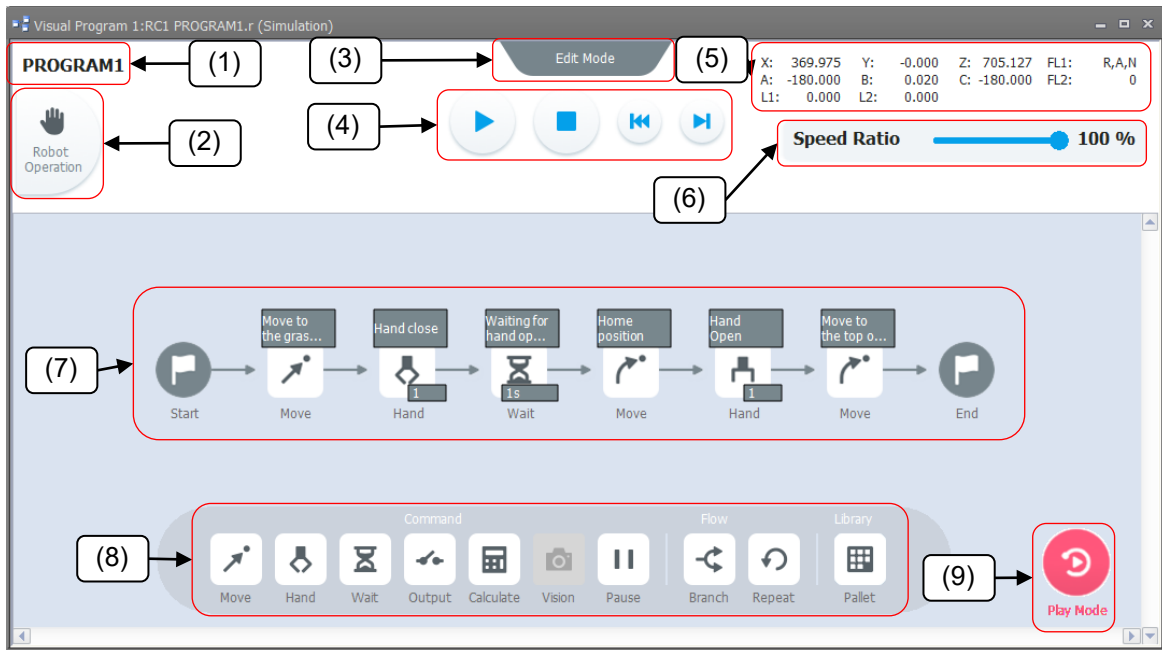 Visual Program 1:RC1 PROGRAM1.r (Simulation)
PROGRAM1
(1)
(3)
Edit Mode
(5)
X: 369.975 Y: -0.000 Z: 705.127 FL1: R,A,N
A: -180.000 B: 0.020 C: -180.000 FL2: 0
L1: 0.000 L2: 0.000
Robot
Operation
(2)
(4)
Speed Ratio 100 %
(6)
(7)
Start
Move to
the gras...
Move
Hand close
1
Hand
Waiting for
hand op...
1s
Wait
Home
position
Move
Hand
Open
1
Hand
Move to
the top o...
Move
End
(8)
Command Flow Library
Move Hand Wait Output Calculate Vision Pause Branch Repeat Pallet
(9)
Play Mode